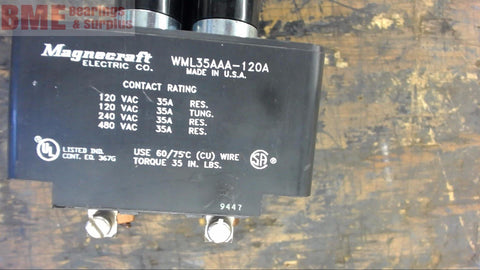 BME Bearings & Surplus
Magnecraft
ELECTRIC CO.
WML35AAA-120A
MADE IN U.S.A.
CONTACT RATING
120 VAC 35A RES.
120 VAC 35A TUNG.
240 VAC 35A RES.
480 VAC 35A RES.
UL
LISTED IND.
CONT. EQ. 367G
USE 60/75°C (CU) WIRE
TORQUE 35 IN. LBS.
SA
9447